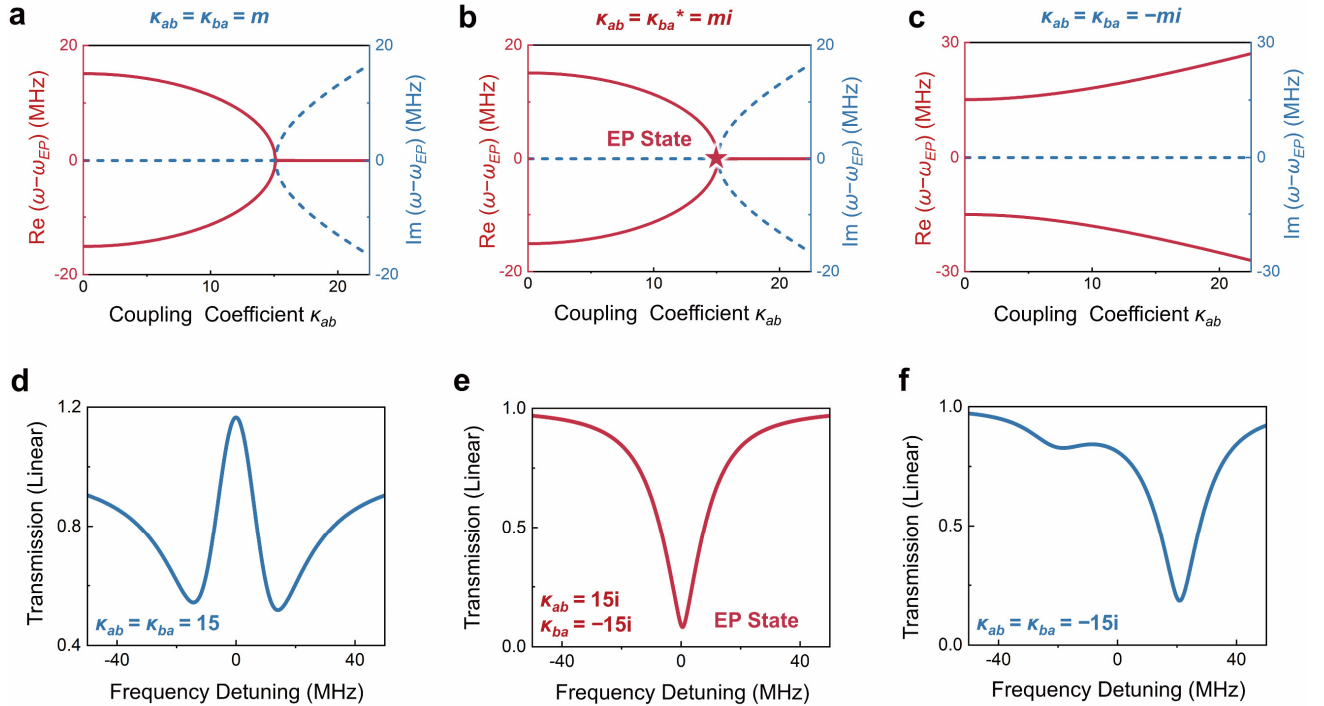 a
κab = κba = m
20
20
Re (ω−ωEP) (MHz)
Im (ω−ωEP) (MHz)
0
0
-20
-20
0
10
20
Coupling Coefficient κab
b
κab = κba* = mi
20
20
Re (ω−ωEP) (MHz)
Im (ω−ωEP) (MHz)
EP State
0
0
-20
-20
0
10
20
Coupling Coefficient κab
c
κab = κba = −mi
30
30
Re (ω−ωEP) (MHz)
Im (ω−ωEP) (MHz)
0
0
-30
-30
0
10
20
Coupling Coefficient κab
d
1.2
0.8
0.4
Transmission (Linear)
κab = κba = 15
-40
0
40
Frequency Detuning (MHz)
e
1.0
0.5
0.0
Transmission (Linear)
κab = 15i
κba = −15i
EP State
-40
0
40
Frequency Detuning (MHz)
f
1.0
0.5
0.0
Transmission (Linear)
κab = κba = −15i
-40
0
40
Frequency Detuning (MHz)